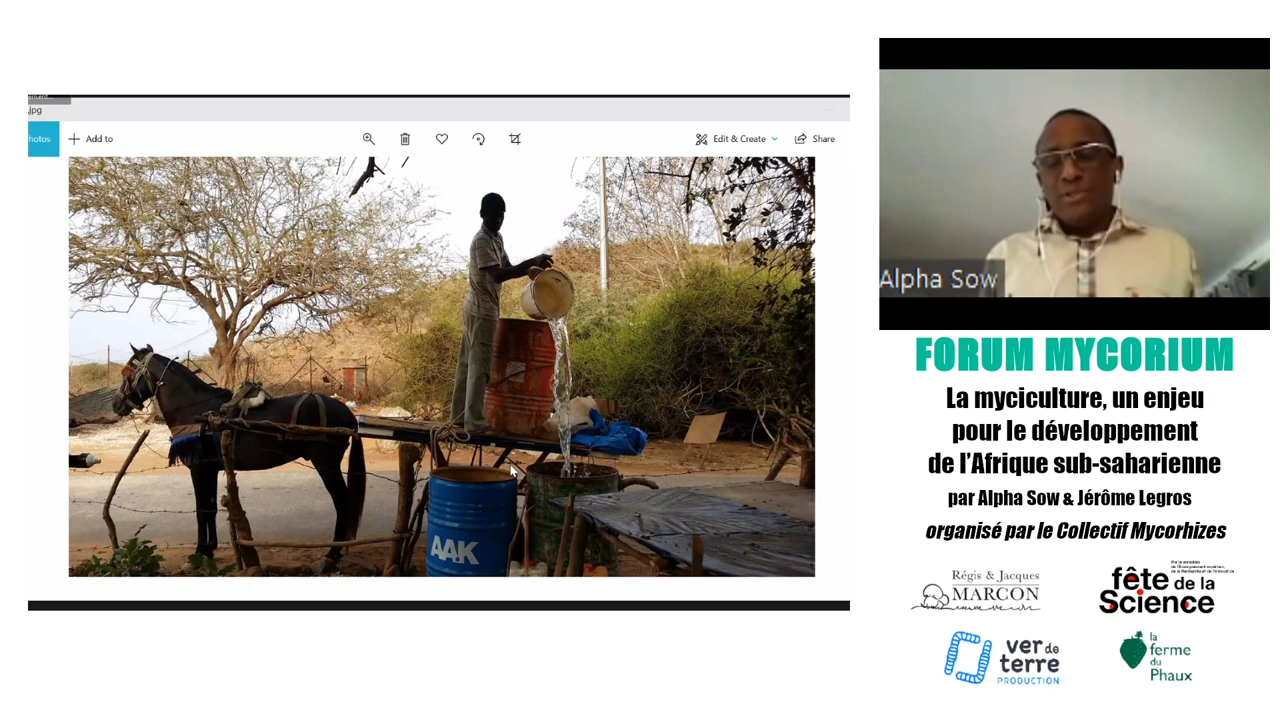 .jpg
hotos
Add to
Edit & Create
Share
AAK
Alpha Sow
FORUM MYCORIUM
La myciculture, un enjeu
pour le développement
de l'Afrique sub-saharienne
par Alpha Sow & Jérôme Legros
organisé par le Collectif Mycorhizes
Régis & Jacques
MARCON
fête de la
Science
ver de
terre
PRODUCTION
la
ferme
du
Phaux